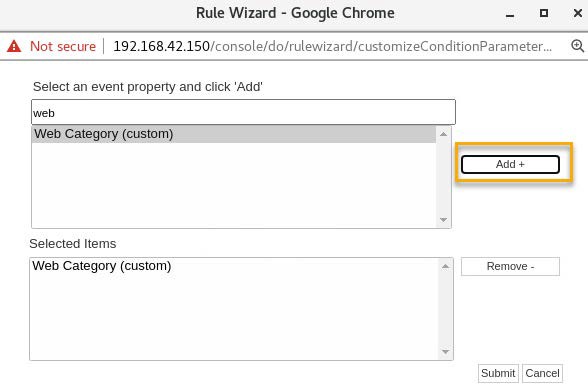 Rule Wizard - Google Chrome
Not secure | 192.168.42.150/console/do/rulewizard/customizeConditionParameter...
Select an event property and click 'Add'
web
Web Category (custom)
Add +
Selected Items
Web Category (custom)
Remove -
Submit Cancel